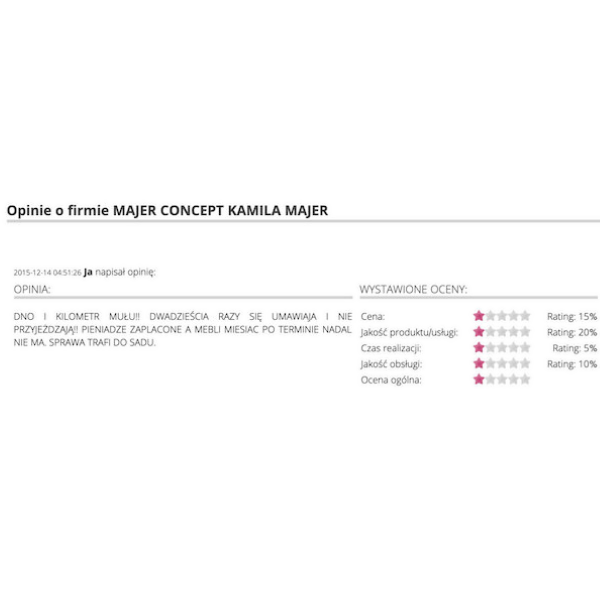 Opinie o firmie MAJER CONCEPT KAMILA MAJER
2015-12-14 04:51:26 Ja napisał opinię:
OPINIA:
DNO I KILOMETR MUŁU!! DWADZIEŚCIA RAZY SIĘ UMAWIAJA I NIE
PRZYJEŻDZAJĄ!! PIENIADZE ZAPLACONE A MEBLI MIESIAC PO TERMINIE NADAL
NIE MA. SPRAWA TRAFI DO SADU.
WYSTAWIONE OCENY:
Cena: Rating: 15%
Jakość produktu/usługi: Rating: 20%
Czas realizacji: Rating: 5%
Jakość obsługi: Rating: 10%
Ocena ogólna: